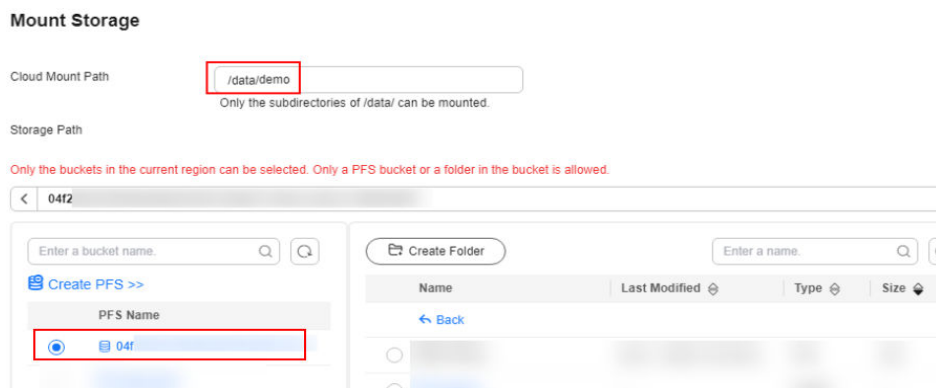 Mount Storage
Cloud Mount Path
/data/demo
Only the subdirectories of /data/ can be mounted.
Storage Path
Only the buckets in the current region can be selected. Only a PFS bucket or a folder in the bucket is allowed.
04f2
Enter a bucket name.
Create Folder
Enter a name.
Create PFS >>
Name Last Modified Type Size
PFS Name
Back
04f